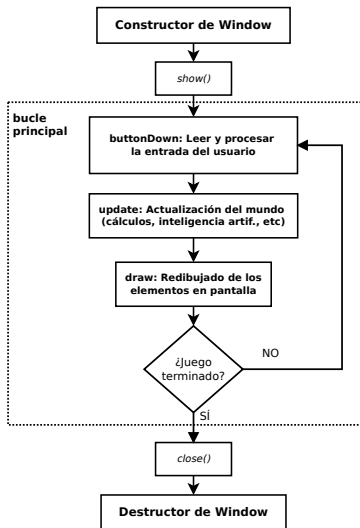 Constructor de Window
show()
bucle
principal
buttonDown: Leer y procesar
la entrada del usuario
update: Actualización del mundo
(cálculos, inteligencia artif., etc)
draw: Redibujado de los
elementos en pantalla
¿Juego
terminado?
NO
SÍ
close()
Destructor de Window